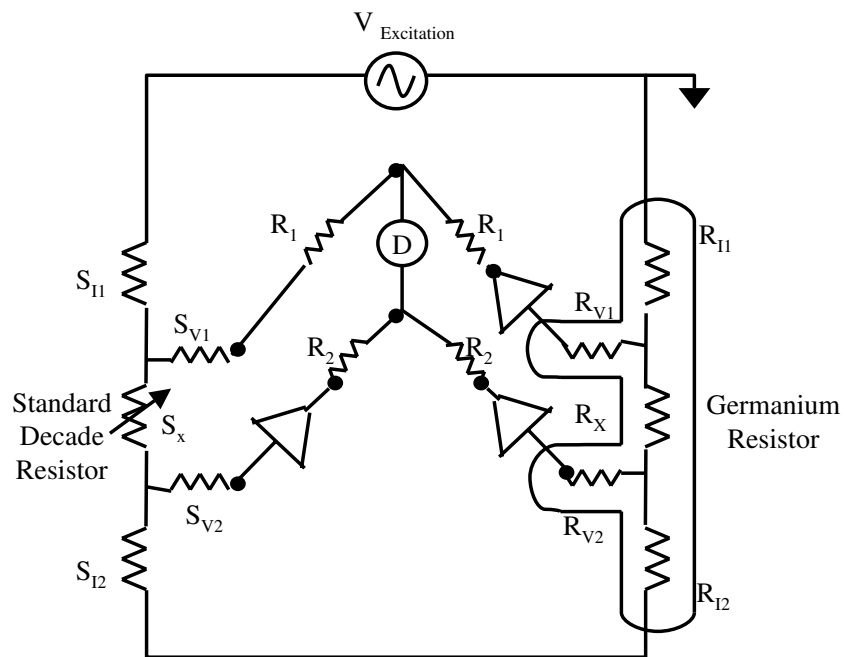 V Excitation
R1
D
R1
RI1
SI1
SV1
RV1
R2
R2
Standard
Decade
Resistor
Sx
RX
Germanium
Resistor
SV2
RV2
SI2
RI2